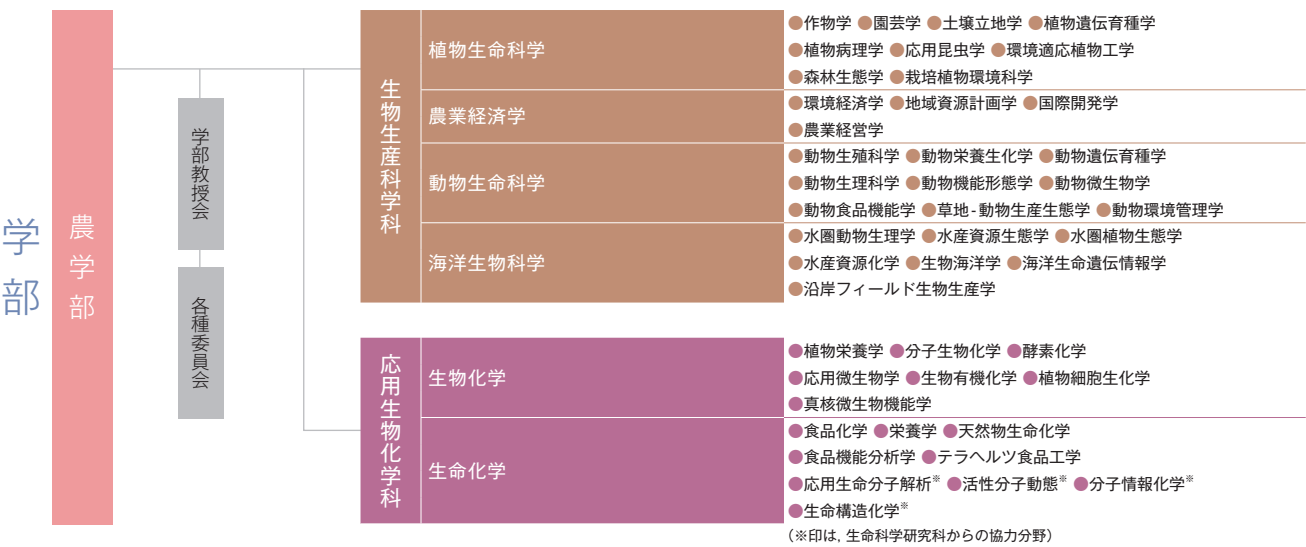 学部
農学部
学部教授会
各種委員会
生物生産科学科
植物生命科学
●作物学 ●園芸学 ●土壌立地学 ●植物遺伝育種学
●植物病理学 ●応用昆虫学 ●環境適応植物工学
●森林生態学 ●栽培植物環境科学
農業経済学
●環境経済学 ●地域資源計画学 ●国際開発学
●農業経営学
動物生命科学
●動物生殖科学 ●動物栄養生化学 ●動物遺伝育種学
●動物生理科学 ●動物機能形態学 ●動物微生物学
●動物食品機能学 ●草地-動物生産生態学 ●動物環境管理学
海洋生物科学
●水圏動物生理学 ●水産資源生態学 ●水圏植物生態学
●水産資源化学 ●生物海洋学 ●海洋生命遺伝情報学
●沿岸フィールド生物生産学
応用生物化学科
生物化学
●植物栄養学 ●分子生物化学 ●酵素化学
●応用微生物学 ●生物有機化学 ●植物細胞生化学
●真核微生物機能学
生命化学
●食品化学 ●栄養学 ●天然物生命化学
●食品機能分析学 ●テラヘルツ食品工学
●応用生命分子解析※ ●活性分子動態※ ●分子情報化学※
●生命構造化学※
（※印は, 生命科学研究科からの協力分野）